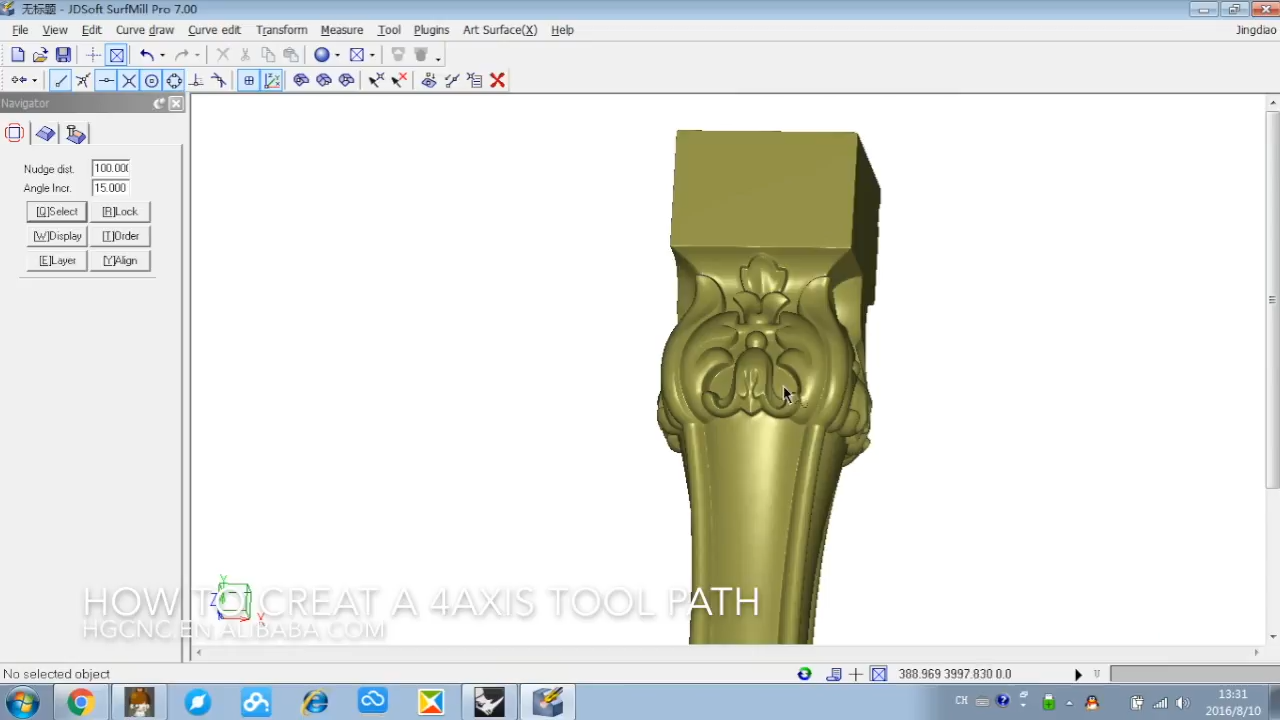 无标题 - JDSoft SurfMill Pro 7.00
File View Edit Curve draw Curve edit Transform Measure Tool Plugins Art Surface(X) Help Jingdiao
Navigator
Nudge dist. 100.000
Angle Incr. 15.000
[Q]Select [R]Lock
[W]Display [T]Order
[E]Layer [Y]Align
Y
Z
X
HOW TO CREAT A 4AXIS TOOL PATH
HGCNC.EN.ALIBABA.COM
No selected object 388.969 3997.830 0.0
CH 13:31
2016/8/10